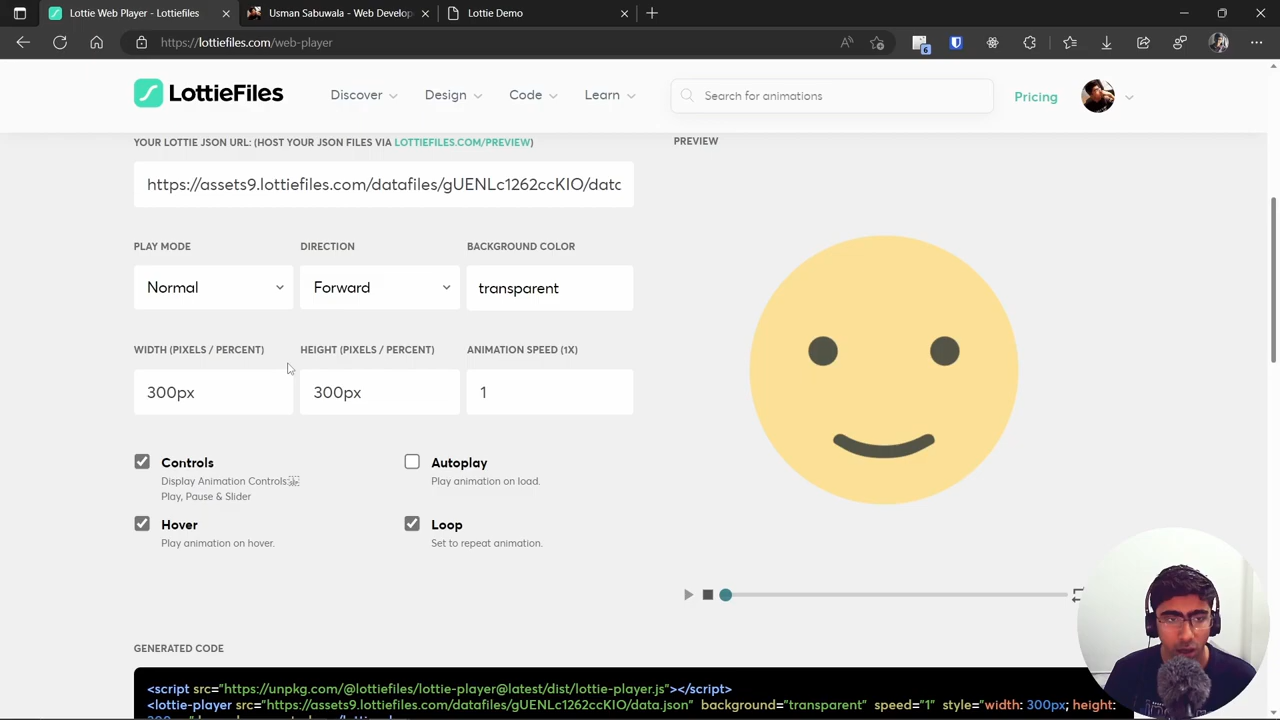 Lottie Web Player - Lottiefiles
Usman Sabuwala - Web Develop
Lottie Demo
https://lottiefiles.com/web-player
6
LottieFiles
Discover
Design
Code
Learn
Search for animations
Pricing
YOUR LOTTIE JSON URL: (HOST YOUR JSON FILES VIA LOTTIEFILES.COM/PREVIEW)
PREVIEW
https://assets9.lottiefiles.com/datafiles/gUENLc1262ccKIO/datc
PLAY MODE
DIRECTION
BACKGROUND COLOR
Normal
Forward
transparent
WIDTH (PIXELS / PERCENT)
HEIGHT (PIXELS / PERCENT)
ANIMATION SPEED (1X)
300px
300px
1
Controls
Display Animation Controls
Play, Pause & Slider
Autoplay
Play animation on load.
Hover
Play animation on hover.
Loop
Set to repeat animation.
GENERATED CODE
<script src="https://unpkg.com/@lottiefiles/lottie-player@latest/dist/lottie-player.js"></script>
<lottie-player src="https://assets9.lottiefiles.com/datafiles/gUENLc1262ccKIO/data.json" background="transparent" speed="1" style="width: 300px; height: